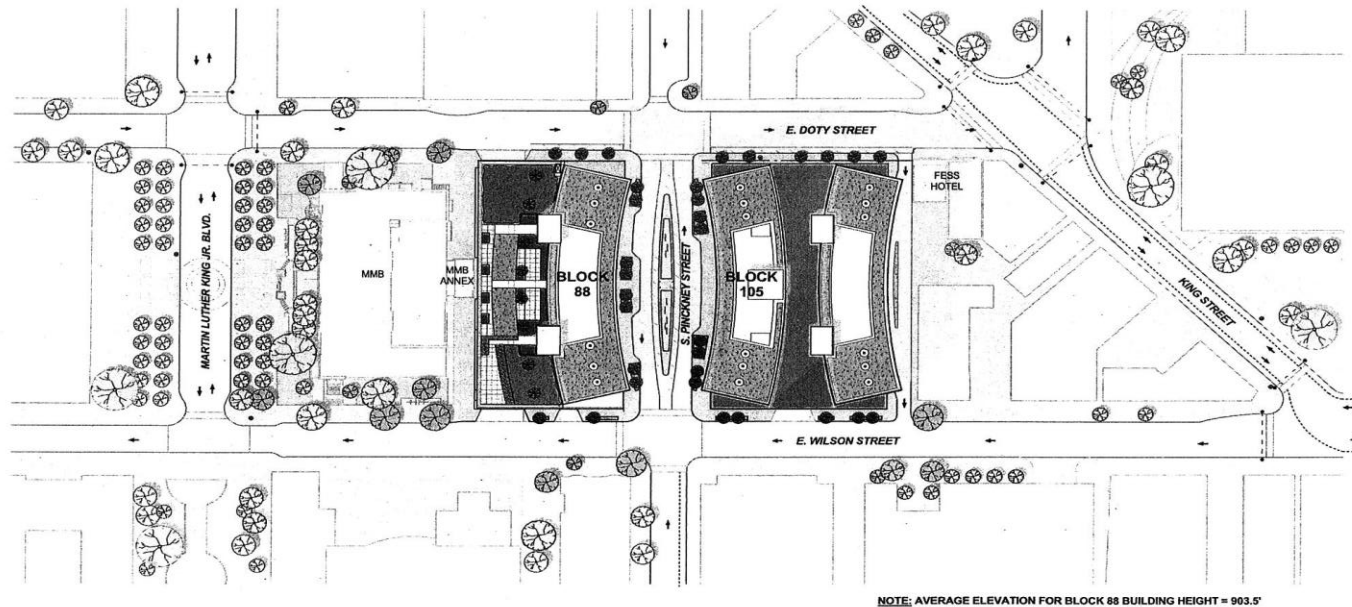 E. DOTY STREET
FESS
HOTEL
MARTIN LUTHER KING JR. BLVD.
MMB
MMB
ANNEX
BLOCK
88
S. PINCKNEY STREET
BLOCK
105
KING STREET
E. WILSON STREET
NOTE: AVERAGE ELEVATION FOR BLOCK 88 BUILDING HEIGHT = 903.5'